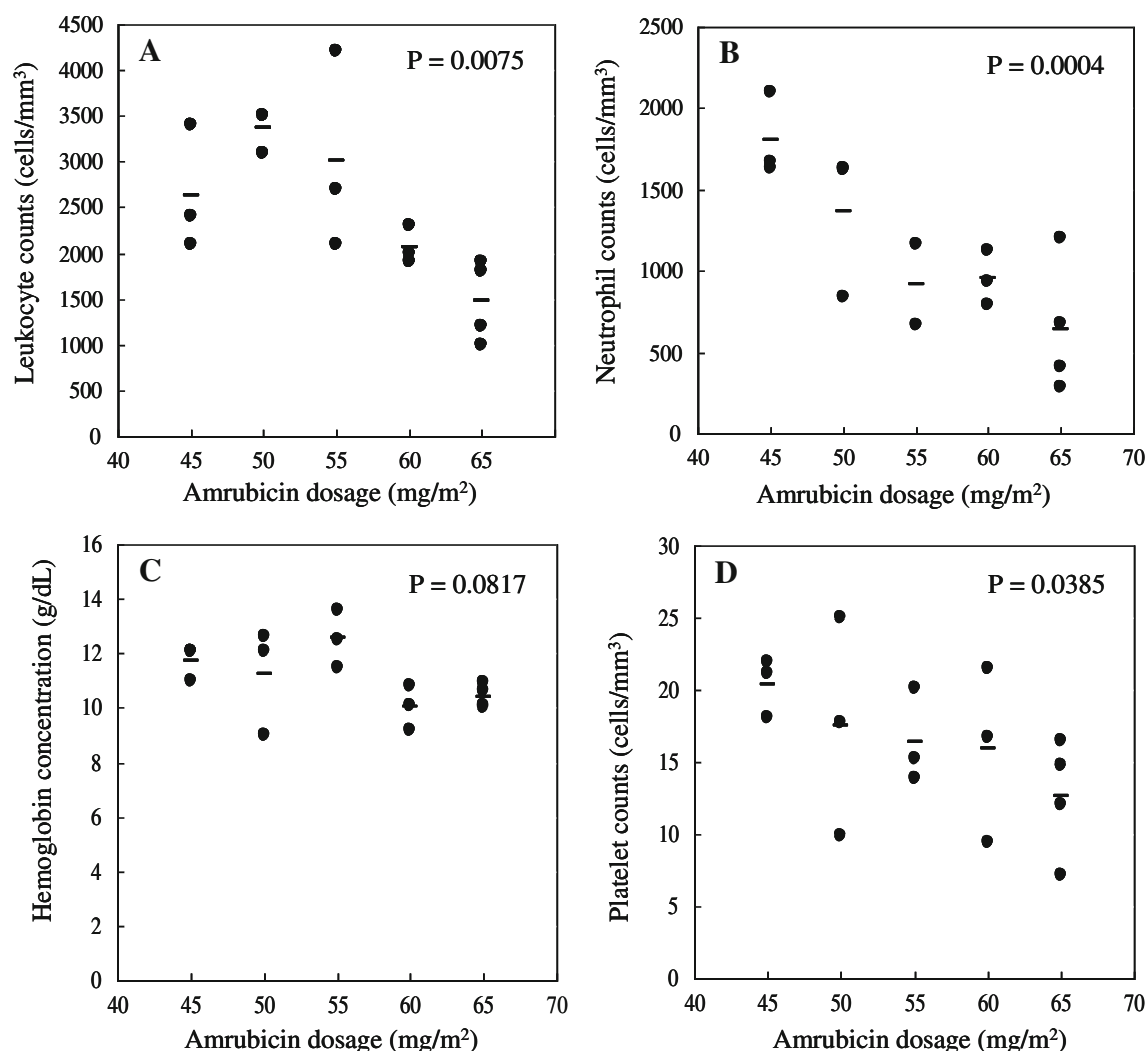 A
P = 0.0075
Leukocyte counts (cells/mm³)
4500
4000
3500
3000
2500
2000
1500
1000
500
0
40 45 50 55 60 65
Amrubicin dosage (mg/m²)
B
P = 0.0004
Neutrophil counts (cells/mm³)
2500
2000
1500
1000
500
0
40 45 50 55 60 65 70
Amrubicin dosage (mg/m²)
C
P = 0.0817
Hemoglobin concentration (g/dL)
16
14
12
10
8
6
4
2
0
40 45 50 55 60 65 70
Amrubicin dosage (mg/m²)
D
P = 0.0385
Platelet counts (cells/mm³)
30
25
20
15
10
5
0
40 45 50 55 60 65 70
Amrubicin dosage (mg/m²)